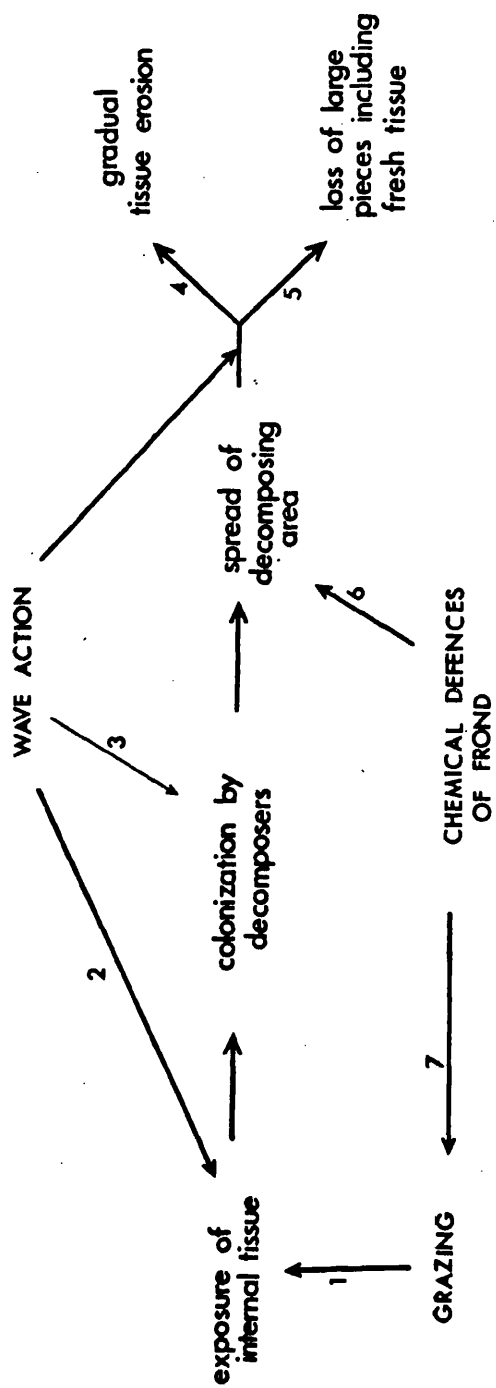 WAVE ACTION
2
3
exposure of
internal tissue
colonization by
decomposers
spread of
decomposing
area
4
5
gradual
tissue erosion
loss of large
pieces including
fresh tissue
1
6
7
GRAZING
CHEMICAL DEFENCES
OF FROND